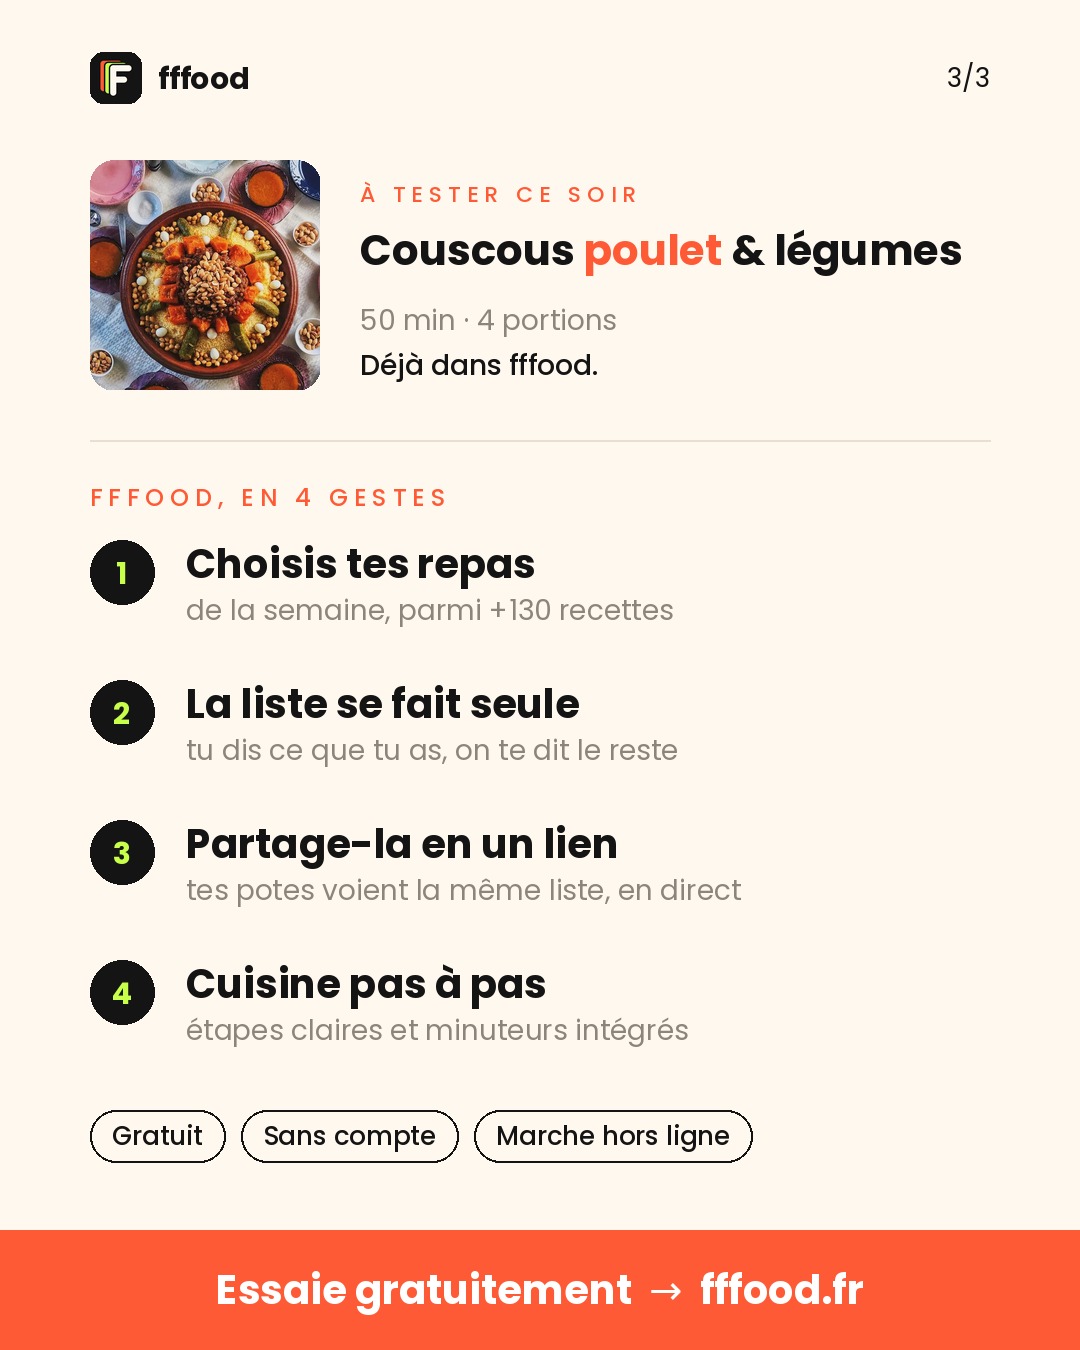 fffood
3/3
À TESTER CE SOIR
Couscous poulet & légumes
50 min · 4 portions
Déjà dans fffood.
FFFOOD, EN 4 GESTES
1
Choisis tes repas
de la semaine, parmi +130 recettes
2
La liste se fait seule
tu dis ce que tu as, on te dit le reste
3
Partage-la en un lien
tes potes voient la même liste, en direct
4
Cuisine pas à pas
étapes claires et minuteurs intégrés
Gratuit
Sans compte
Marche hors ligne
Essaie gratuitement → fffood.fr